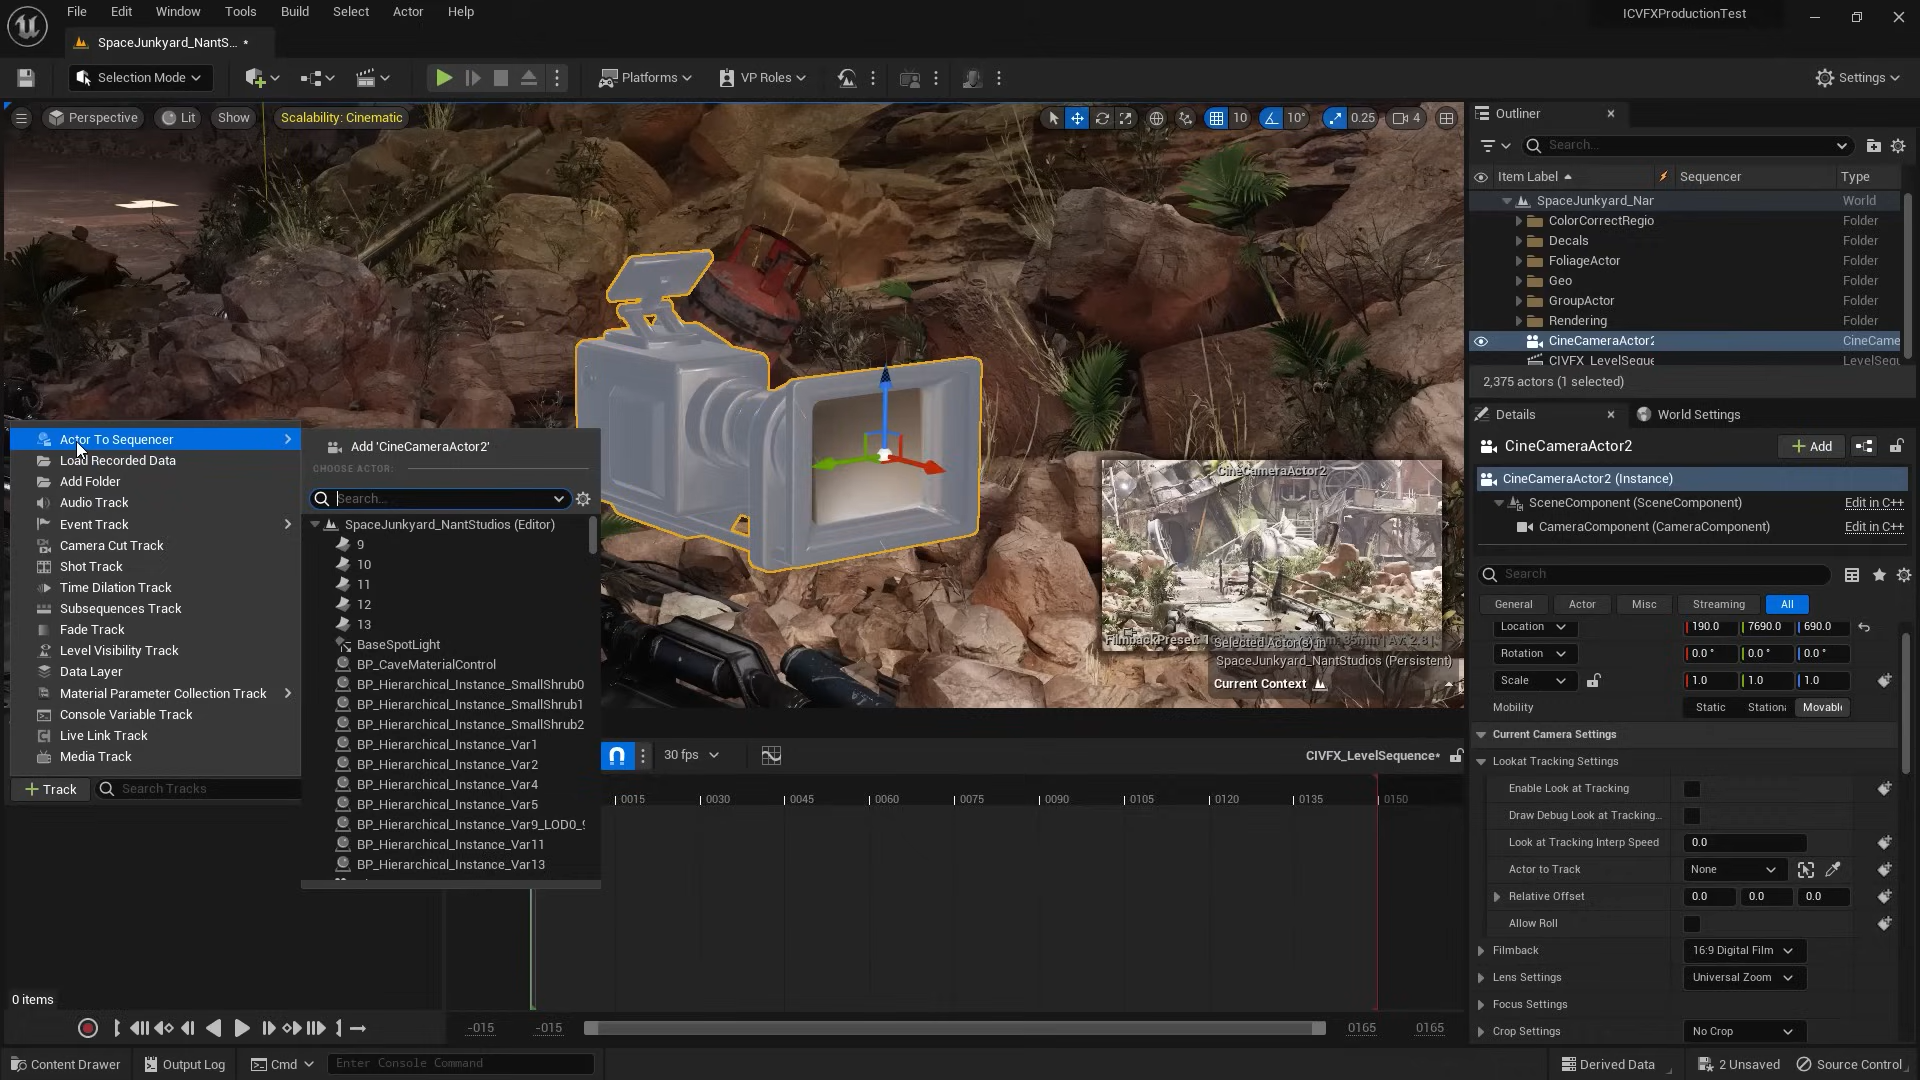 File Edit Window Tools Build Select Actor Help
ICVFXProductionTest
SpaceJunkyard_NantS... •
Selection Mode
Platforms
VP Roles
Settings
Perspective
Lit
Show
Scalability: Cinematic
10
10°
0.25
4
Outliner
Search...
Item Label
Sequencer
Type
SpaceJunkyard_Nar World
ColorCorrectRegio Folder
Decals Folder
FoliageActor Folder
Geo Folder
GroupActor Folder
Rendering Folder
CineCameraActor2 CineCame
CIVFX_LevelSeque LevelSequ
2,375 actors (1 selected)
Details
World Settings
CineCameraActor2
Add
CineCameraActor2 (Instance)
SceneComponent (SceneComponent) Edit in C++
CameraComponent (CameraComponent) Edit in C++
Search
General Actor Misc Streaming All
Location 190.0 7690.0 690.0
Rotation 0.0 ° 0.0 ° 0.0 °
Scale 1.0 1.0 1.0
Mobility Static Stationa Movable
Current Camera Settings
Lookat Tracking Settings
Enable Look at Tracking
Draw Debug Look at Tracking...
Look at Tracking Interp Speed 0.0
Actor to Track None
Relative Offset 0.0 0.0 0.0
Allow Roll
Filmback 16:9 Digital Film
Lens Settings Universal Zoom
Focus Settings
Crop Settings No Crop
Actor To Sequencer
Load Recorded Data
Add Folder
Audio Track
Event Track
Camera Cut Track
Shot Track
Time Dilation Track
Subsequences Track
Fade Track
Level Visibility Track
Data Layer
Material Parameter Collection Track
Console Variable Track
Live Link Track
Media Track
Track
Search Tracks
Add 'CineCameraActor2'
CHOOSE ACTOR:
Search...
SpaceJunkyard_NantStudios (Editor)
9
10
11
12
13
BaseSpotLight
BP_CaveMaterialControl
BP_Hierarchical_Instance_SmallShrub0
BP_Hierarchical_Instance_SmallShrub1
BP_Hierarchical_Instance_SmallShrub2
BP_Hierarchical_Instance_Var1
BP_Hierarchical_Instance_Var2
BP_Hierarchical_Instance_Var4
BP_Hierarchical_Instance_Var5
BP_Hierarchical_Instance_Var9_LOD0_9
BP_Hierarchical_Instance_Var11
BP_Hierarchical_Instance_Var13
CineCameraActor2
FilmbackPreset:
Selected Actor(s) in
SpaceJunkyard_NantStudios (Persistent)
Current Context
30 fps
CIVFX_LevelSequence*
0015 0030 0045 0060 0075 0090 0105 0120 0135 0150
0 items
-015 -015 0165 0165
Content Drawer
Output Log
Cmd
Enter Console Command
Derived Data
2 Unsaved
Source Control